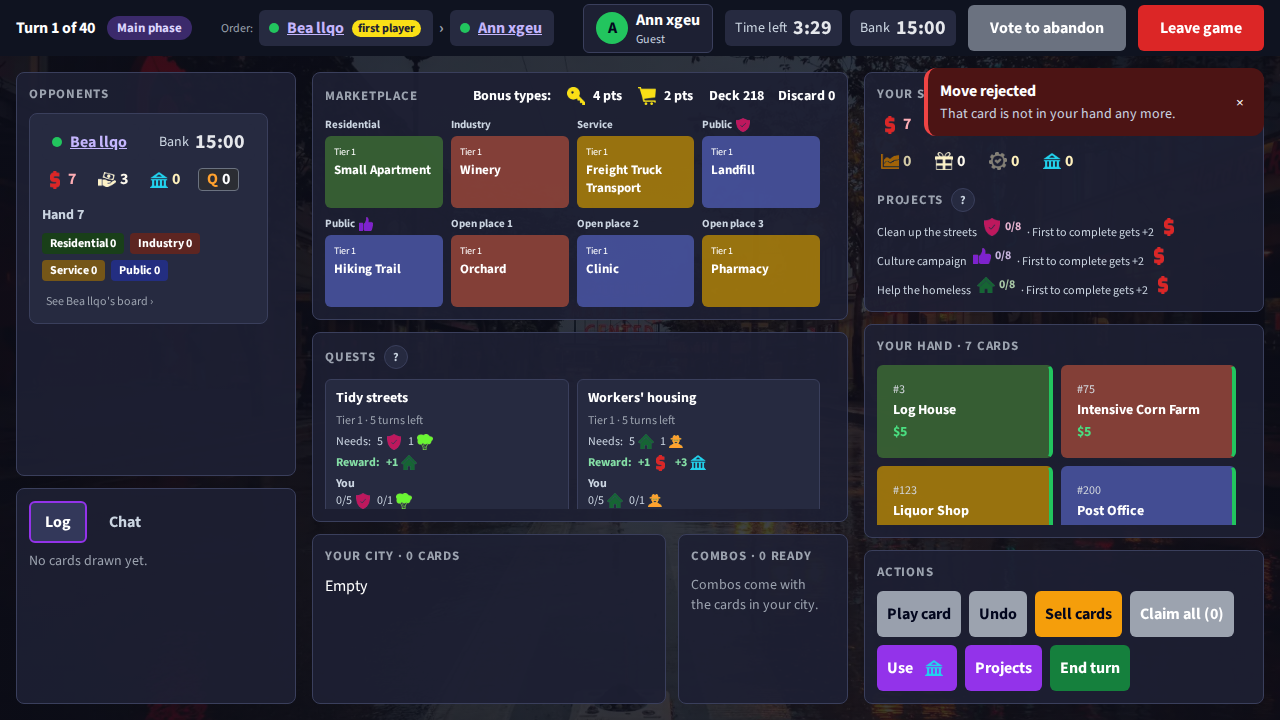 Turn 1 of 40
Main phase
Order:
Bea llqo
first player
›
Ann xgeu
A
Ann xgeu
Guest
Time left 3:29
Bank 15:00
Vote to abandon
Leave game
OPPONENTS
Bea llqo
Bank 15:00
7
3
0
Q 0
Hand 7
Residential 0
Industry 0
Service 0
Public 0
See Bea llqo's board ›
Log
Chat
No cards drawn yet.
MARKETPLACE
Bonus types:
4 pts
2 pts
Deck 218
Discard 0
Residential
Tier 1
Small Apartment
Industry
Tier 1
Winery
Service
Tier 1
Freight Truck
Transport
Public
Tier 1
Landfill
Public
Tier 1
Hiking Trail
Open place 1
Tier 1
Orchard
Open place 2
Tier 1
Clinic
Open place 3
Tier 1
Pharmacy
QUESTS
?
Tidy streets
Tier 1 · 5 turns left
Needs: 5 1
Reward: +1
You
0/5 0/1
Workers' housing
Tier 1 · 5 turns left
Needs: 5 1
Reward: +1 $ +3
You
0/5 0/1
YOUR CITY · 0 CARDS
Empty
COMBOS · 0 READY
Combos come with
the cards in your city.
YOUR S
Move rejected
That card is not in your hand any more.
×
$ 7
0
0
0
0
PROJECTS
?
Clean up the streets 0/8 · First to complete gets +2 $
Culture campaign 0/8 · First to complete gets +2 $
Help the homeless 0/8 · First to complete gets +2 $
YOUR HAND · 7 CARDS
#3
Log House
$5
#75
Intensive Corn Farm
$5
#123
Liquor Shop
#200
Post Office
ACTIONS
Play card
Undo
Sell cards
Claim all (0)
Use
Projects
End turn